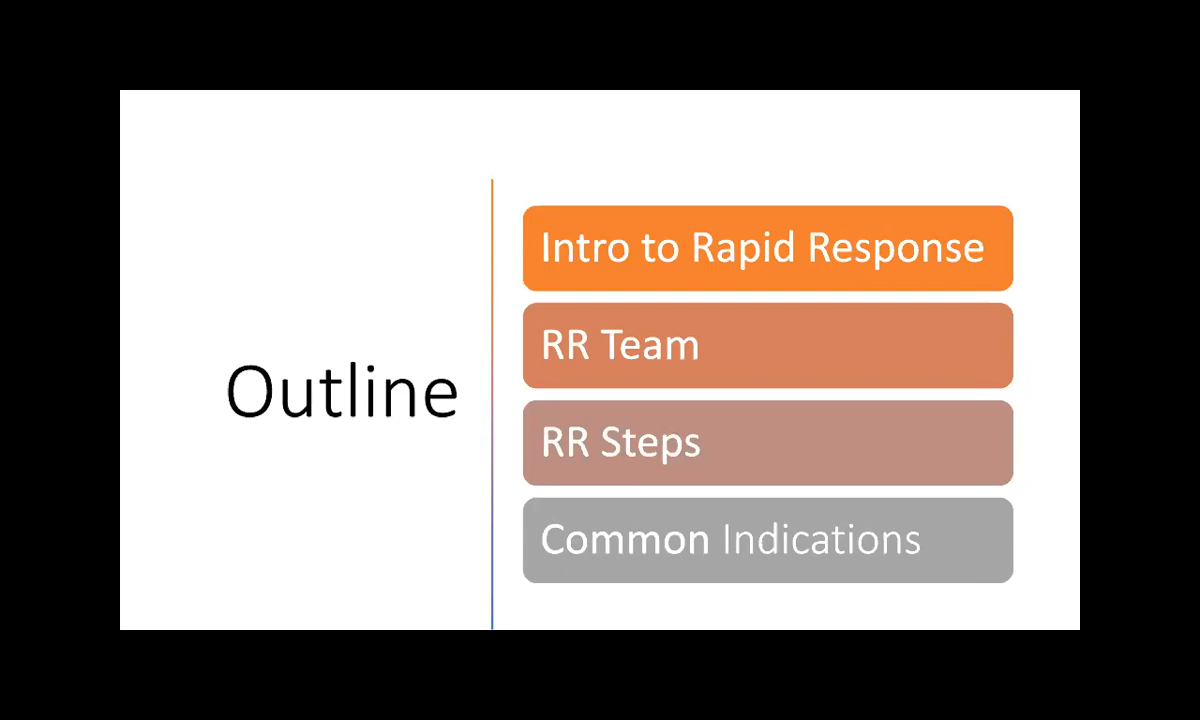 Outline
Intro to Rapid Response
RR Team
RR Steps
Common Indications